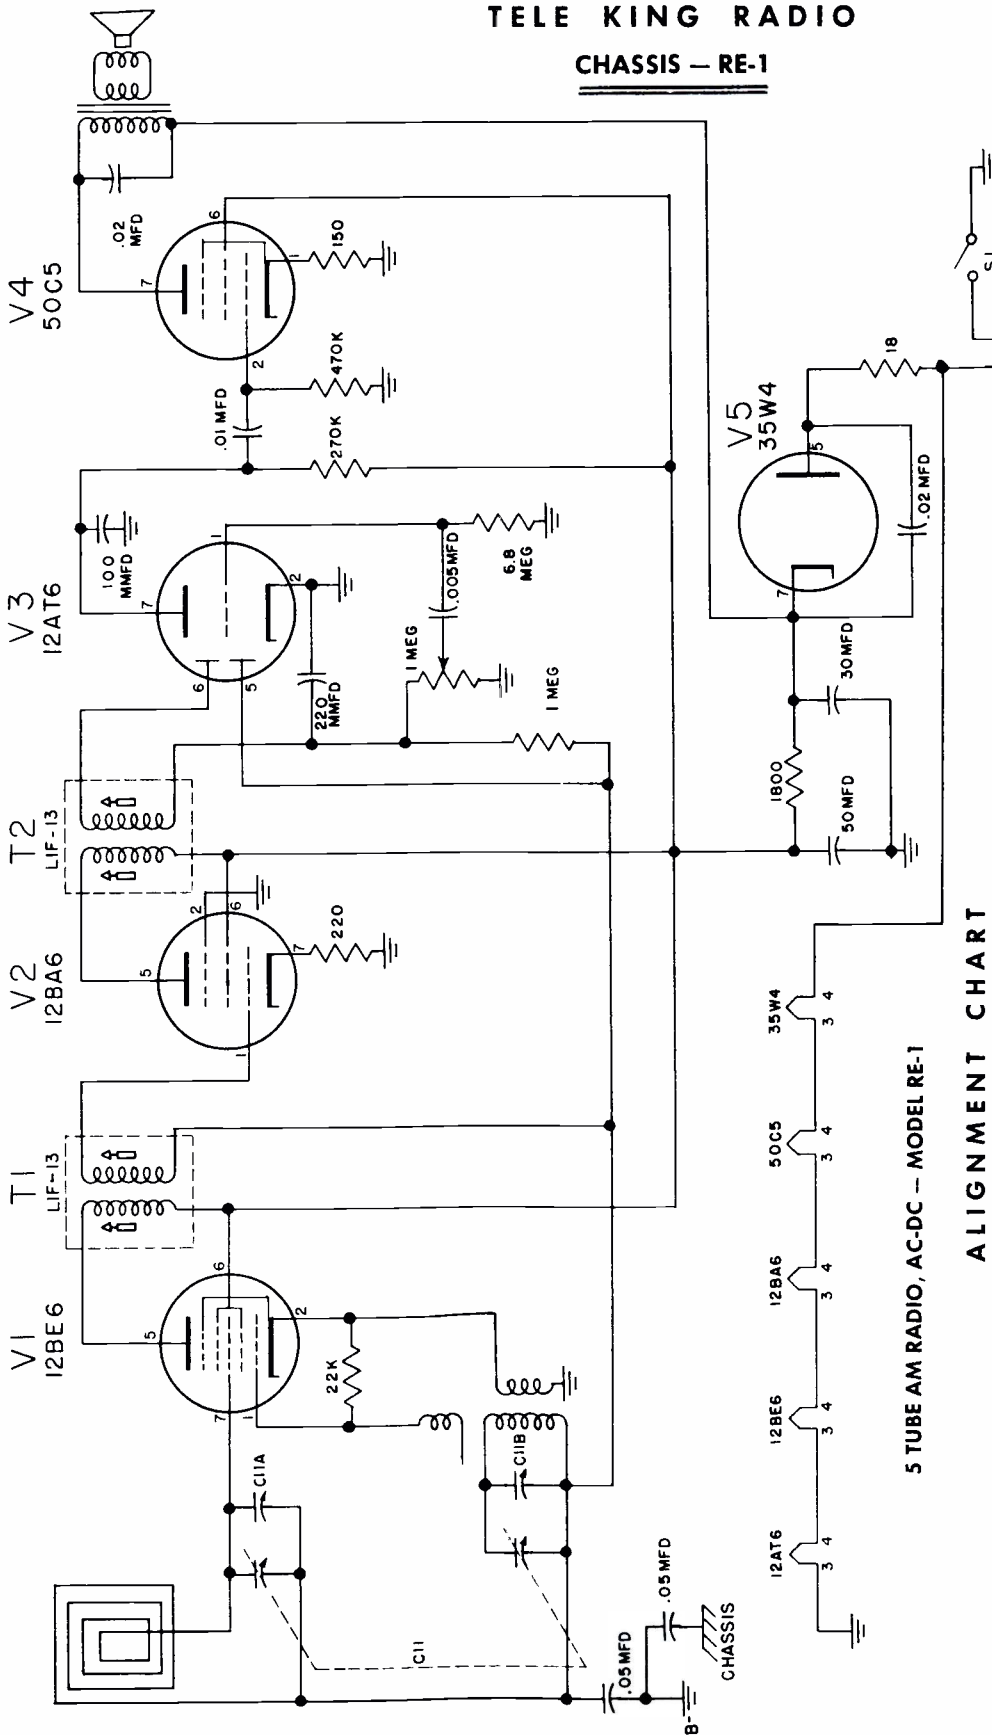 TELE KING RADIO
CHASSIS — RE-1
V4
50C5
V3
12AT6
V2
12BA6
V1
12BE6
T2
LIF-13
T1
LIF-13
V5
35W4
.02
MFD
7
6
1
2
150
470K
.01 MFD
270K
100
MMFD
7
1
2
6
5
220
MMFD
1 MEG
.005MFD
6.8
MEG
1 MEG
5
2
6
1
7
220
5
6
2
7
1
22K
C11A
C11B
C11
.05MFD
.05MFD
B-
CHASSIS
S1
18
5
7
.02 MFD
30MFD
1800
50MFD
35W4
3 4
50C5
3 4
12BA6
3 4
12BE6
3 4
12AT6
3 4
5 TUBE AM RADIO, AC-DC — MODEL RE-1
ALIGNMENT CHART